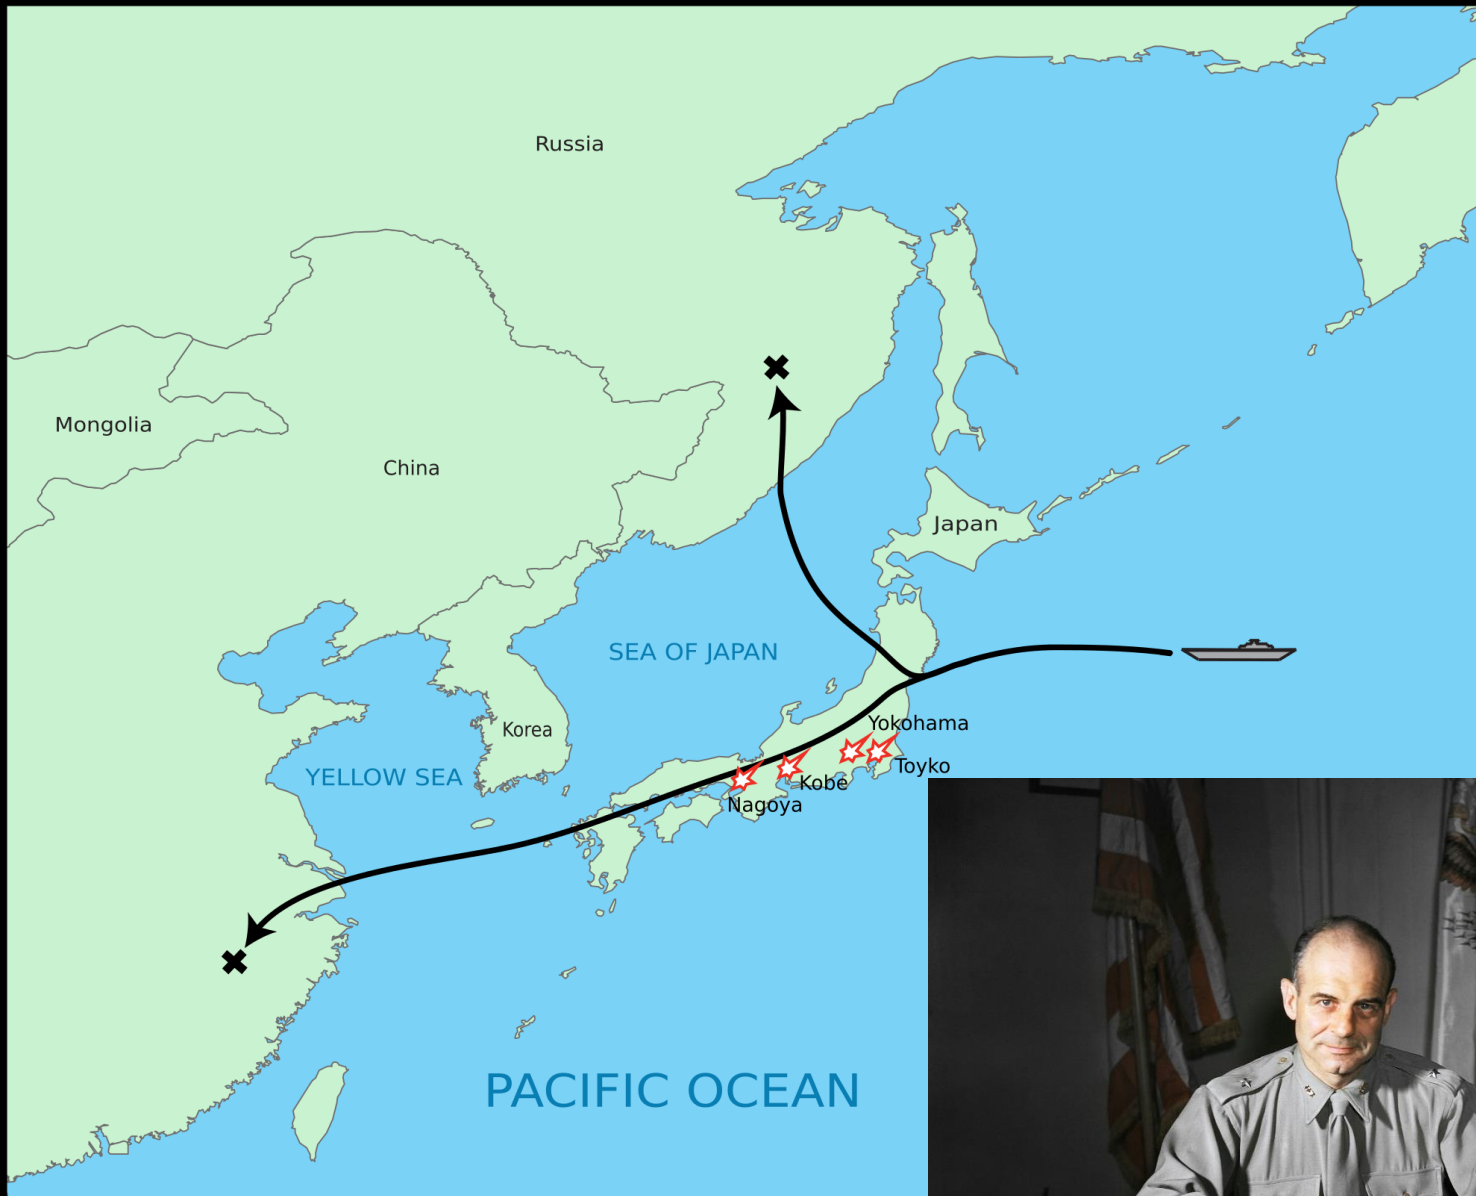 Russia
Mongolia
China
Japan
SEA OF JAPAN
Korea
Yokohama
YELLOW SEA
Toyko
Kobe
Nagoya
PACIFIC OCEAN